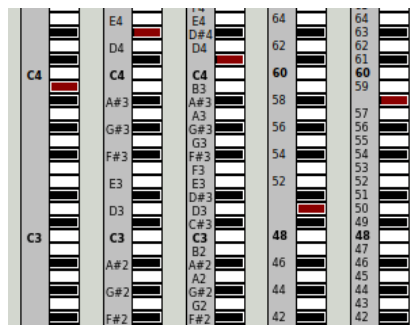 C4
C3
E4
D4
C4
A#3
G#3
F#3
E3
D3
C3
A#2
G#2
F#2
E4
D#4
D4
C4
B3
A#3
A3
G#3
G3
F#3
F3
E3
D#3
D3
C#3
C3
B2
A#2
A2
G#2
G2
F#2
64
62
60
58
56
54
52
48
46
44
42
64
63
62
61
60
59
57
56
55
54
53
52
51
50
49
48
47
46
45
44
43
42